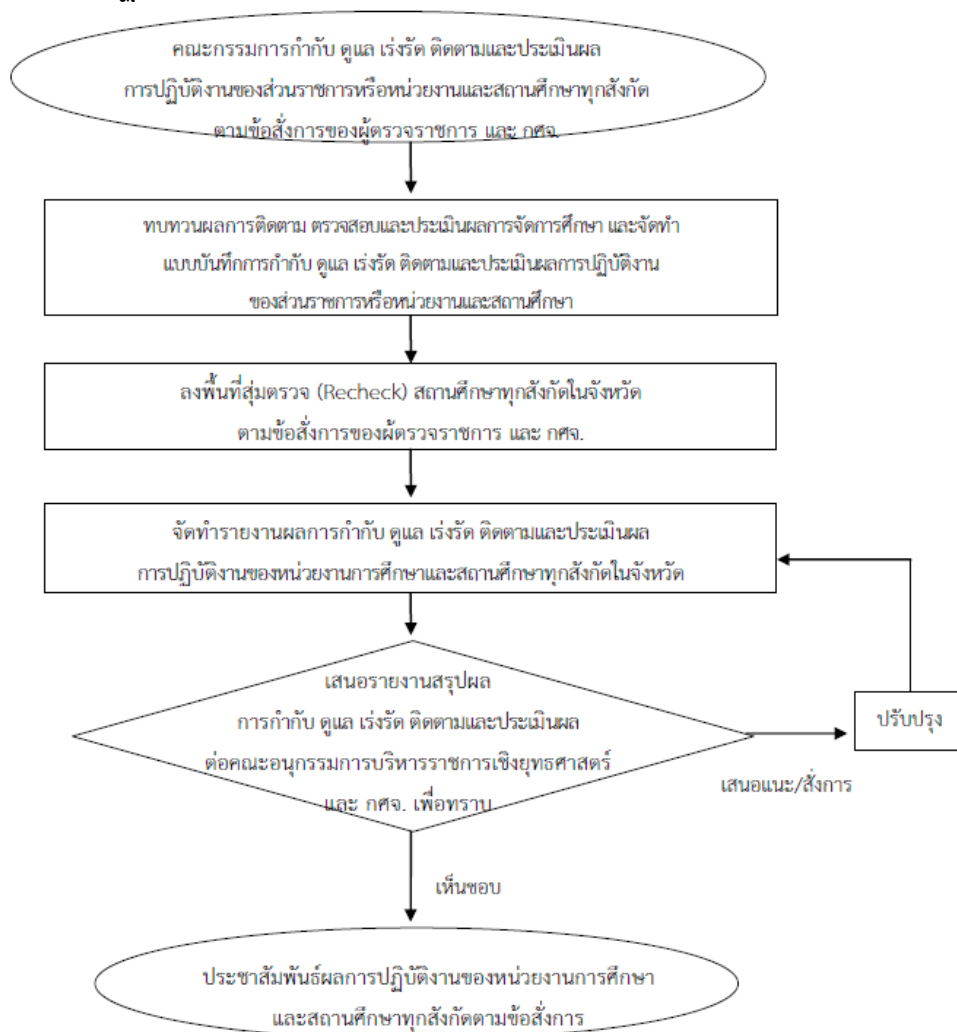 คณะกรรมการกำกับ ดูแล เร่งรัด ติดตามและประเมินผล
การปฏิบัติงานของส่วนราชการหรือหน่วยงานและสถานศึกษาทุกสังกัด
ตามข้อสั่งการของผู้ตรวจราชการ และ กศจ.
ทบทวนผลการติดตาม ตรวจสอบและประเมินผลการจัดการศึกษา และจัดทำ
แบบบันทึกการกำกับ ดูแล เร่งรัด ติดตามและประเมินผลการปฏิบัติงาน
ของส่วนราชการหรือหน่วยงานและสถานศึกษา
ลงพื้นที่สุ่มตรวจ (Recheck) สถานศึกษาทุกสังกัดในจังหวัด
ตามข้อสั่งการของผู้ตรวจราชการ และ กศจ.
จัดทำรายงานผลการกำกับ ดูแล เร่งรัด ติดตามและประเมินผล
การปฏิบัติงานของหน่วยงานการศึกษาและสถานศึกษาทุกสังกัดในจังหวัด
เสนอรายงานสรุปผล
การกำกับ ดูแล เร่งรัด ติดตามและประเมินผล
ต่อคณะอนุกรรมการบริหารราชการเชิงยุทธศาสตร์
และ กศจ. เพื่อทราบ
ปรับปรุง
เสนอแนะ/สั่งการ
เห็นชอบ
ประชาสัมพันธ์ผลการปฏิบัติงานของหน่วยงานการศึกษา
และสถานศึกษาทุกสังกัดตามข้อสั่งการ